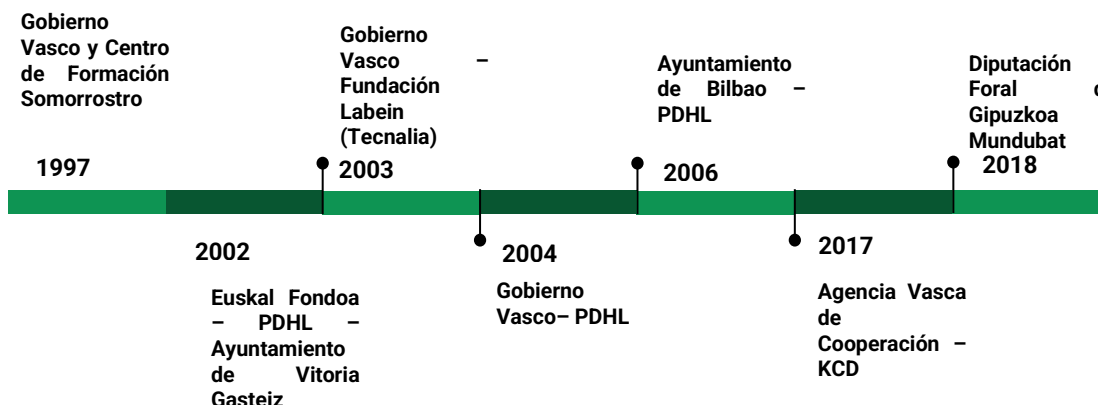 Gobierno
Vasco y Centro
de Formación
Somorrostro
1997
2002
Euskal Fondoa
– PDHL –
Ayuntamiento
de Vitoria
Gasteiz
Gobierno
Vasco –
Fundación
Labein
(Tecnalia)
2003
2004
Gobierno
Vasco– PDHL
Ayuntamiento
de Bilbao –
PDHL
2006
2017
Agencia Vasca
de
Cooperación –
KCD
Diputación
Foral
Gipuzkoa
Mundubat
2018